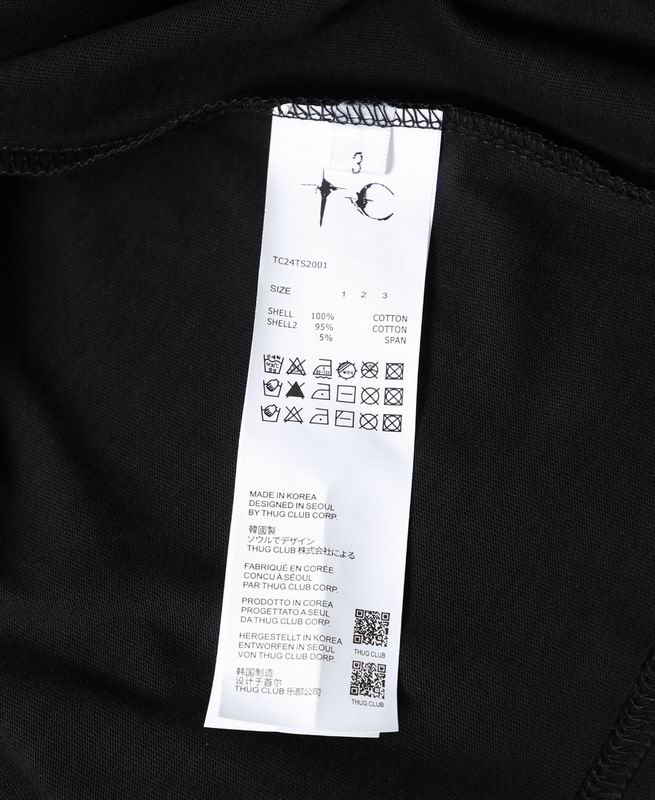 3
TC
TC24TS2001
SIZE 1 2 3
SHELL 100% COTTON
SHELL2 95% COTTON
5% SPAN
MADE IN KOREA
DESIGNED IN SEOUL
BY THUG CLUB CORP.
韓國製
ソウルでデザイン
THUG CLUB 株式会社による
FABRIQUÉ EN CORÉE
CONCU À SÉOUL
PAR THUG CLUB CORP.
PRODOTTO IN COREA
PROGETTATO A SEUL
DA THUG CLUB CORP.
HERGESTELLT IN KOREA
ENTWORFEN IN SEOUL
VON THUG CLUB DORP
韩国制造
设计于首尔
THUG CLUB 乐部公司
THUG CLUB
THUG CLUB